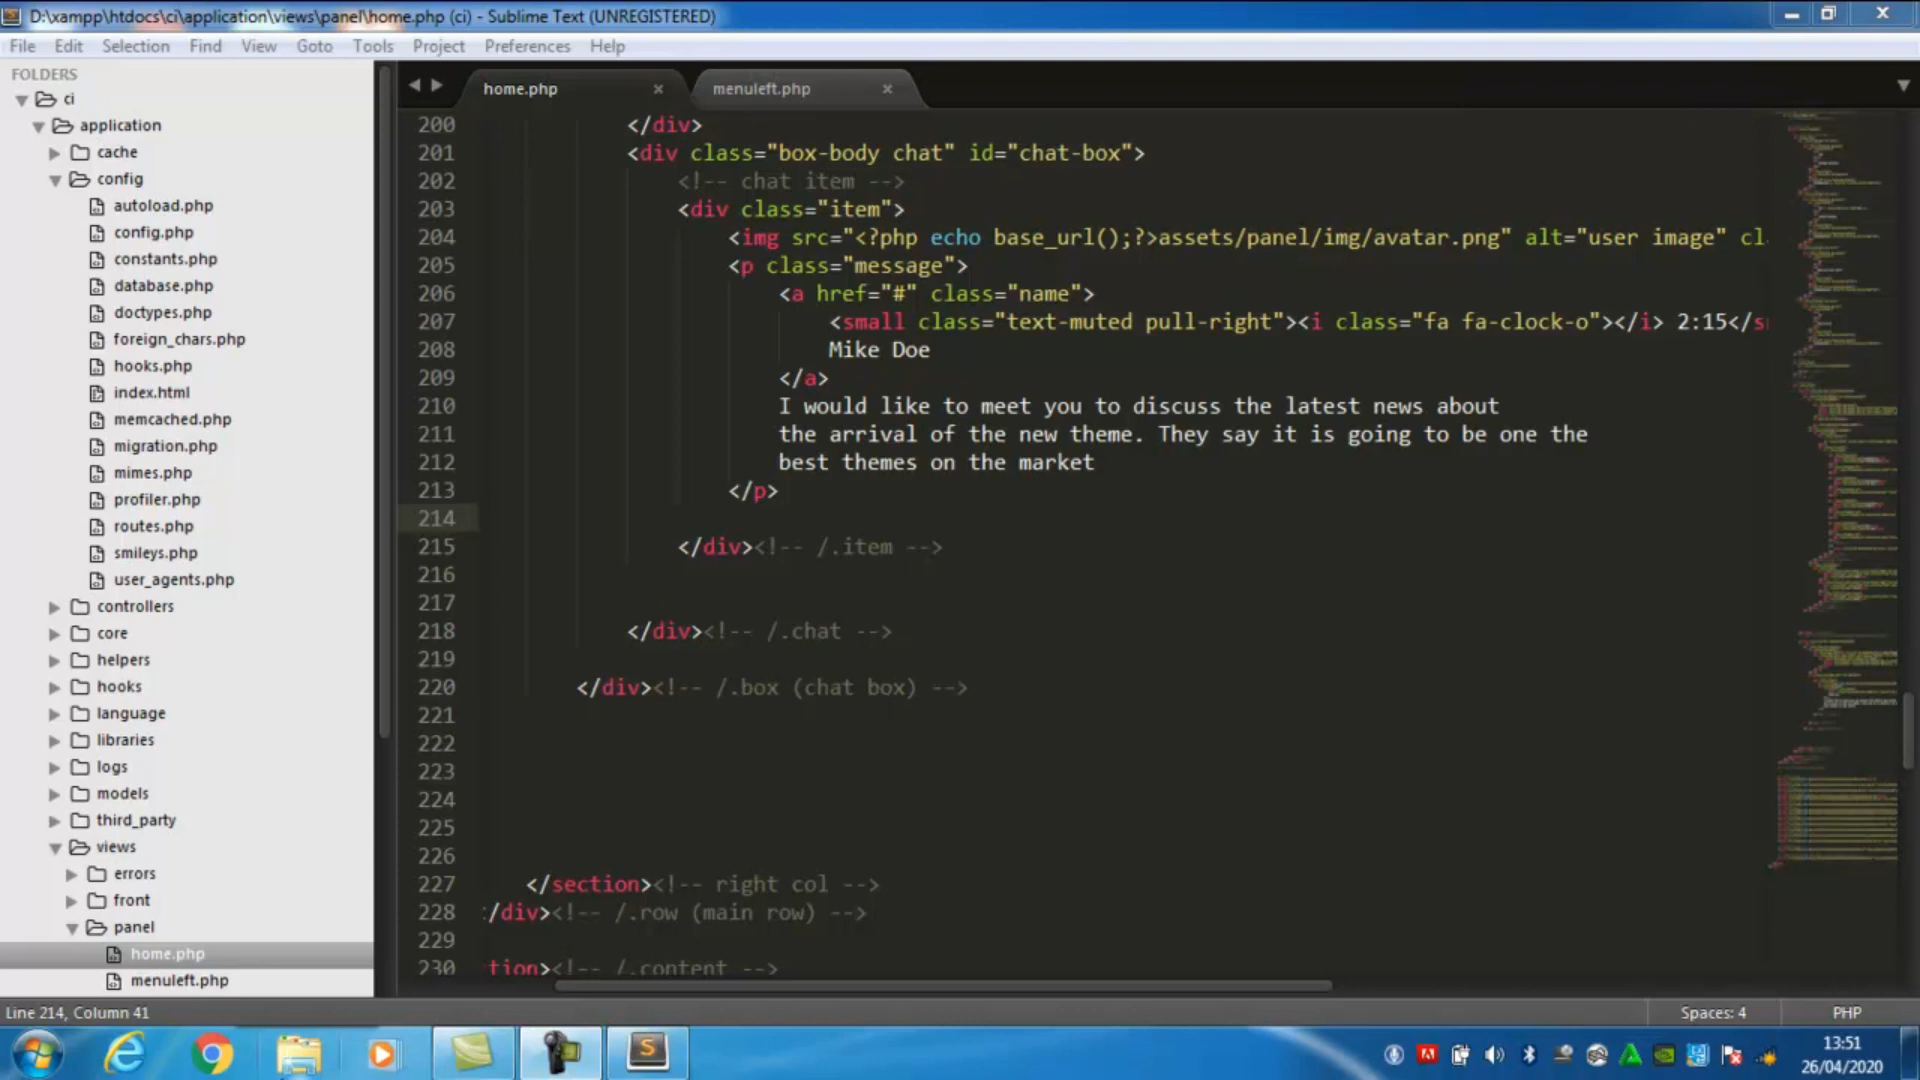 D:\xampp\htdocs\ci\application\views\panel\home.php (ci) - Sublime Text (UNREGISTERED)
File Edit Selection Find View Goto Tools Project Preferences Help
FOLDERS
ci
application
cache
config
autoload.php
config.php
constants.php
database.php
doctypes.php
foreign_chars.php
hooks.php
index.html
memcached.php
migration.php
mimes.php
profiler.php
routes.php
smileys.php
user_agents.php
controllers
core
helpers
hooks
language
libraries
logs
models
third_party
views
errors
front
panel
home.php
menuleft.php
home.php × menuleft.php ×
200 </div>
201 <div class="box-body chat" id="chat-box">
202 <!-- chat item -->
203 <div class="item">
204 <img src="<?php echo base_url();?>assets/panel/img/avatar.png" alt="user image" cl
205 <p class="message">
206 <a href="#" class="name">
207 <small class="text-muted pull-right"><i class="fa fa-clock-o"></i> 2:15</s
208 Mike Doe
209 </a>
210 I would like to meet you to discuss the latest news about
211 the arrival of the new theme. They say it is going to be one the
212 best themes on the market
213 </p>
214
215 </div><!-- /.item -->
216
217
218 </div><!-- /.chat -->
219
220 </div><!-- /.box (chat box) -->
221
222
223
224
225
226
227 </section><!-- right col -->
228 /div><!-- /.row (main row) -->
229
230 tion><!-- /.content -->
Line 214, Column 41 Spaces: 4 PHP
13:51
26/04/2020